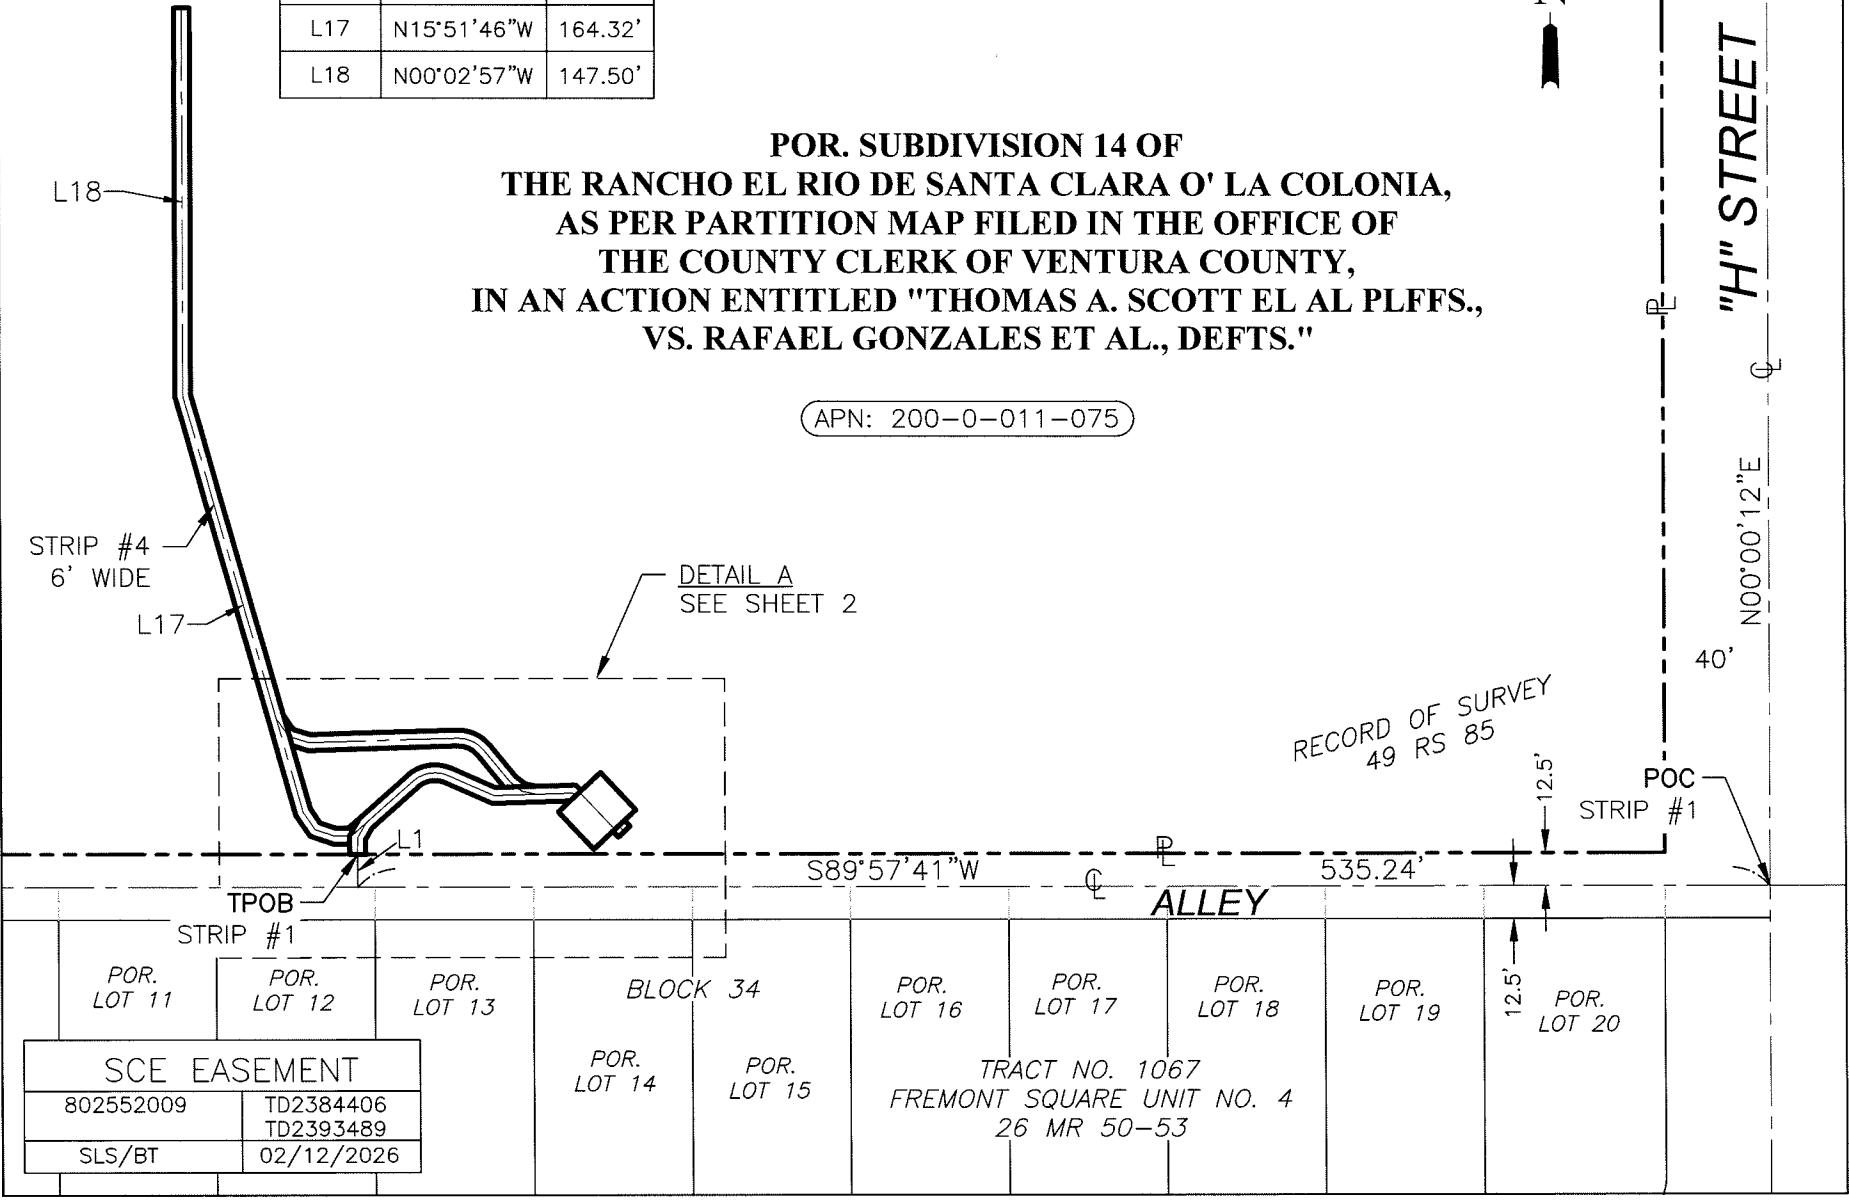 L17 N15°51'46"W 164.32'
L18 N00°02'57"W 147.50'
N
"H" STREET
POR. SUBDIVISION 14 OF
THE RANCHO EL RIO DE SANTA CLARA O' LA COLONIA,
AS PER PARTITION MAP FILED IN THE OFFICE OF
THE COUNTY CLERK OF VENTURA COUNTY,
IN AN ACTION ENTITLED "THOMAS A. SCOTT EL AL PLFFS.,
VS. RAFAEL GONZALES ET AL., DEFTS."
L18
PL
CL
APN: 200-0-011-075
N00°00'12"E
STRIP #4
6' WIDE
L17
DETAIL A
SEE SHEET 2
40'
RECORD OF SURVEY
49 RS 85
12.5'
POC
STRIP #1
L1
S89°57'41"W
PL
535.24'
CL
ALLEY
TPOB
STRIP #1
12.5'
POR.
LOT 11
POR.
LOT 12
POR.
LOT 13
BLOCK 34
POR.
LOT 14
POR.
LOT 15
POR.
LOT 16
POR.
LOT 17
POR.
LOT 18
POR.
LOT 19
POR.
LOT 20
TRACT NO. 1067
FREMONT SQUARE UNIT NO. 4
26 MR 50-53
SCE EASEMENT
802552009 TD2384406
TD2393489
SLS/BT 02/12/2026